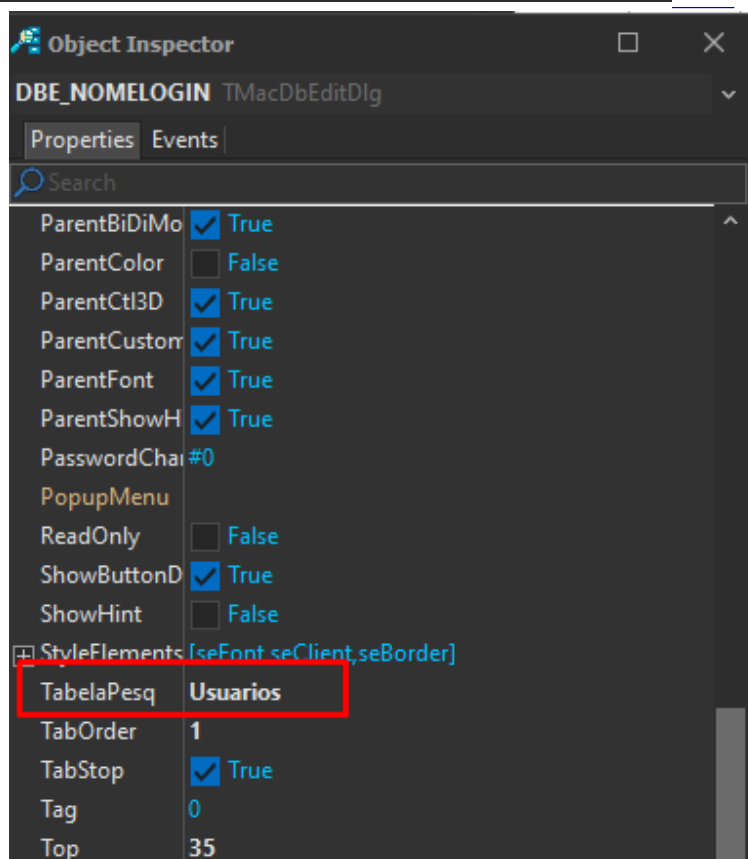 Object Inspector
DBE_NOMELOGIN TMacDbEditDlg
Properties Events
Search
ParentBiDiMo True
ParentColor False
ParentCtl3D True
ParentCustom True
ParentFont True
ParentShowH True
PasswordChar #0
PopupMenu
ReadOnly False
ShowButtonD True
ShowHint False
StyleElements [seFont,seClient,seBorder]
TabelaPesq Usuarios
TabOrder 1
TabStop True
Tag 0
Top 35